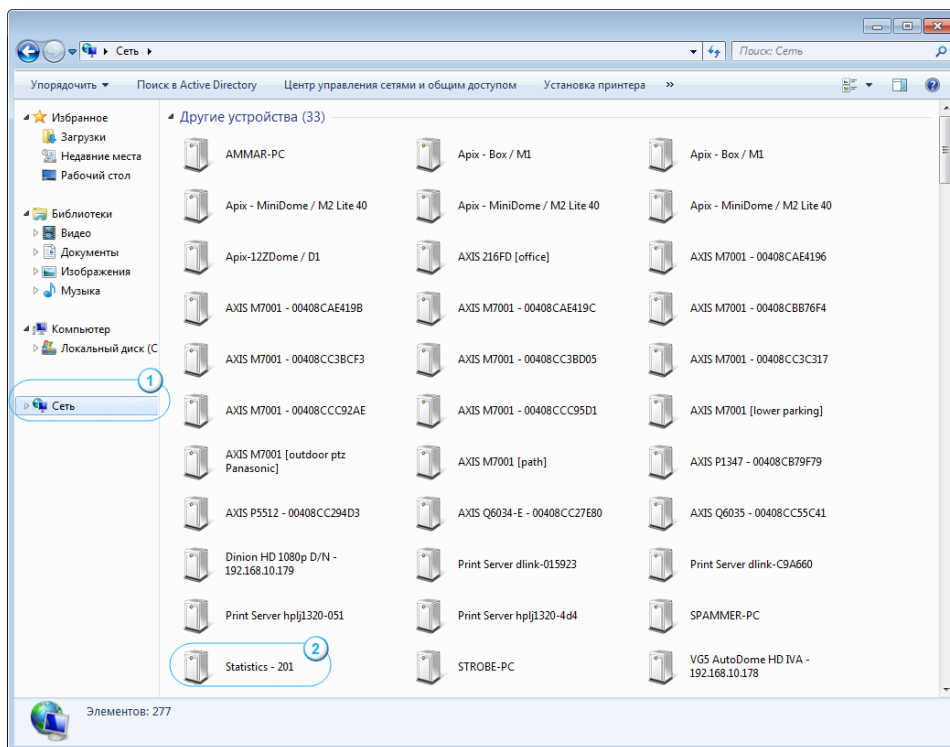 Сеть
Поиск: Сеть
Упорядочить
Поиск в Active Directory
Центр управления сетями и общим доступом
Установка принтера
»
Избранное
Загрузки
Недавние места
Рабочий стол
Библиотеки
Видео
Документы
Изображения
Музыка
Компьютер
Локальный диск (C
1
Сеть
Другие устройства (33)
AMMAR-PC
Apix - Box / M1
Apix - Box / M1
Apix - MiniDome / M2 Lite 40
Apix - MiniDome / M2 Lite 40
Apix - MiniDome / M2 Lite 40
Apix-12ZDome / D1
AXIS 216FD [office]
AXIS M7001 - 00408CAE4196
AXIS M7001 - 00408CAE419B
AXIS M7001 - 00408CAE419C
AXIS M7001 - 00408CBB76F4
AXIS M7001 - 00408CC3BCF3
AXIS M7001 - 00408CC3BD05
AXIS M7001 - 00408CC3C317
AXIS M7001 - 00408CCC92AE
AXIS M7001 - 00408CCC95D1
AXIS M7001 [lower parking]
AXIS M7001 [outdoor ptz
Panasonic]
AXIS M7001 [path]
AXIS P1347 - 00408CB79F79
AXIS P5512 - 00408CC294D3
AXIS Q6034-E - 00408CC27E80
AXIS Q6035 - 00408CC55C41
Dinion HD 1080p D/N -
192.168.10.179
Print Server dlink-015923
Print Server dlink-C9A660
Print Server hplj1320-051
Print Server hplj1320-4d4
SPAMMER-PC
2
Statistics - 201
STROBE-PC
VG5 AutoDome HD IVA -
192.168.10.178
Элементов: 277